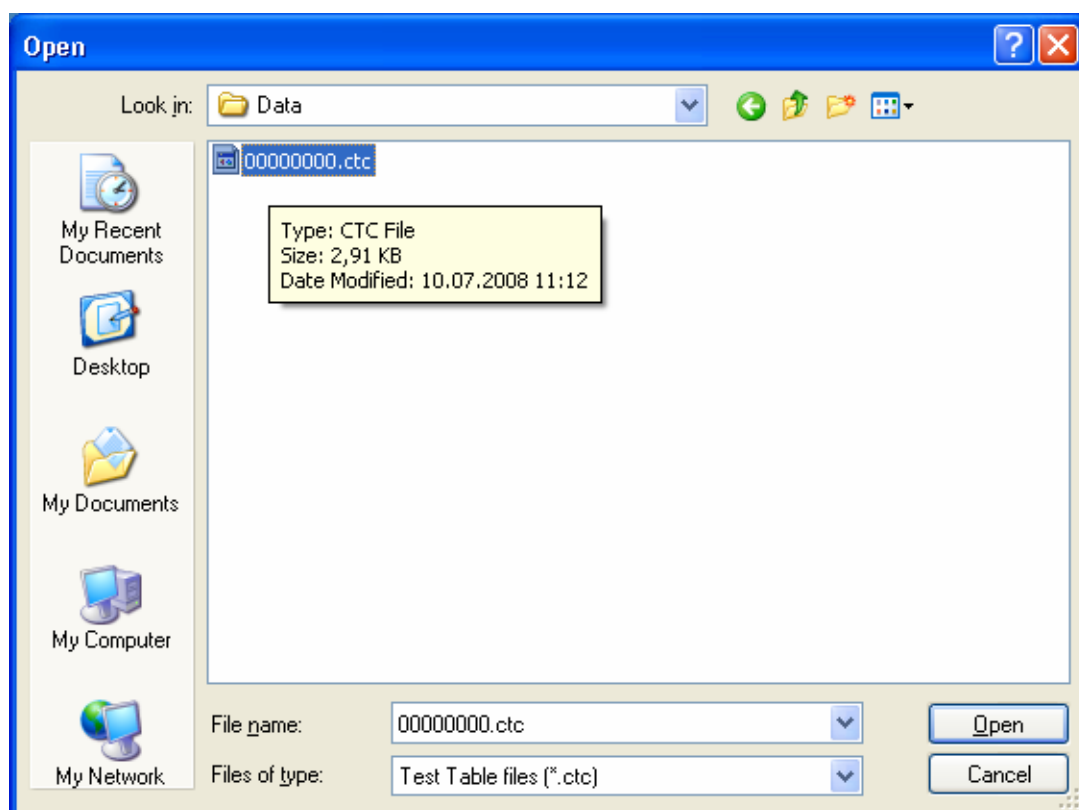 Open
Look in:
Data
00000000.ctc
Type: CTC File
Size: 2,91 KB
Date Modified: 10.07.2008 11:12
My Recent
Documents
Desktop
My Documents
My Computer
My Network
File name:
00000000.ctc
Open
Files of type:
Test Table files (*.ctc)
Cancel